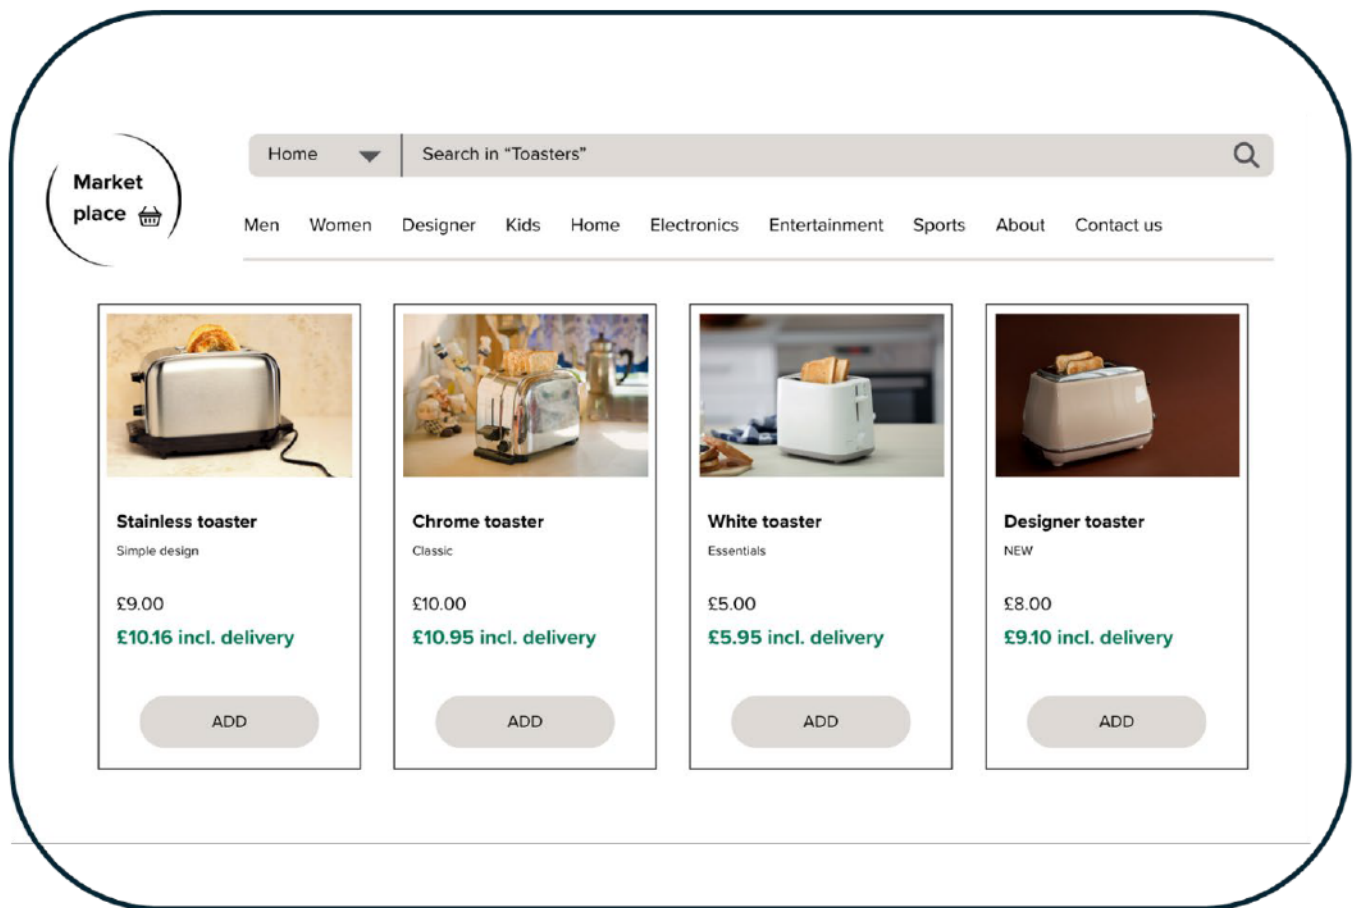 Market
place
Home
Search in “Toasters”
Men Women Designer Kids Home Electronics Entertainment Sports About Contact us
Stainless toaster
Simple design
£9.00
£10.16 incl. delivery
ADD
Chrome toaster
Classic
£10.00
£10.95 incl. delivery
ADD
White toaster
Essentials
£5.00
£5.95 incl. delivery
ADD
Designer toaster
NEW
£8.00
£9.10 incl. delivery
ADD